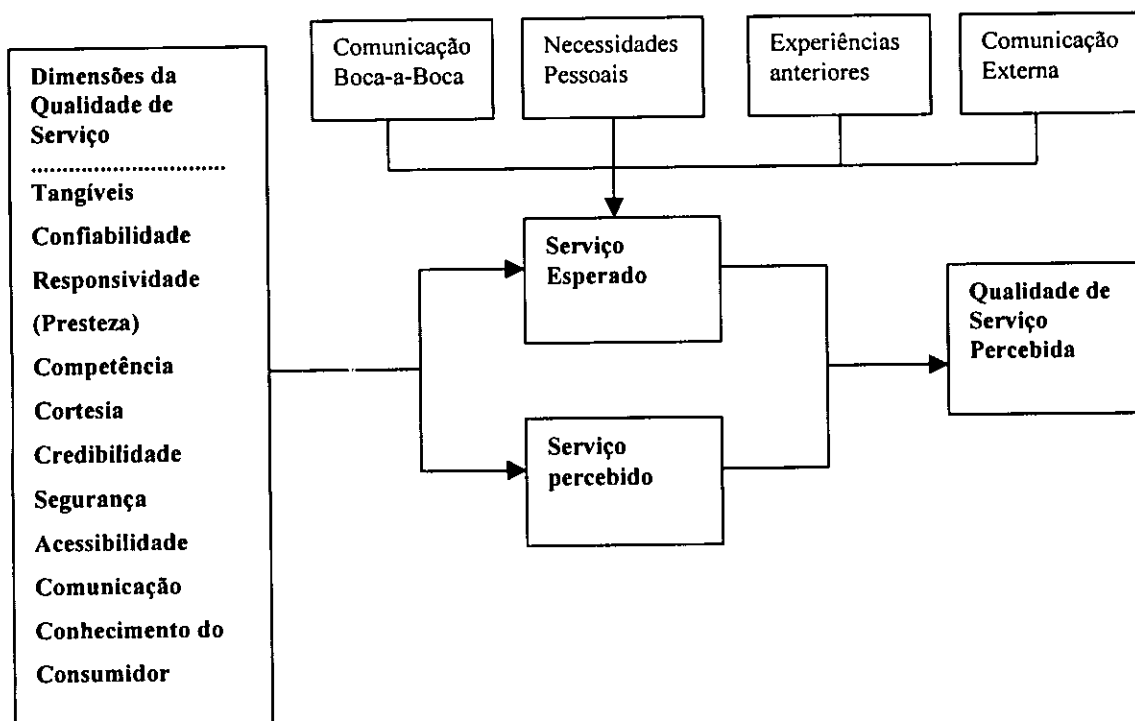 Dimensões da
Qualidade de
Serviço
.................................
Tangíveis
Confiabilidade
Responsividade
(Presteza)
Competência
Cortesia
Credibilidade
Segurança
Acessibilidade
Comunicação
Conhecimento do
Consumidor
Comunicação
Boca-a-Boca
Necessidades
Pessoais
Experiências
anteriores
Comunicação
Externa
Serviço
Esperado
Serviço
percebido
Qualidade de
Serviço
Percebida